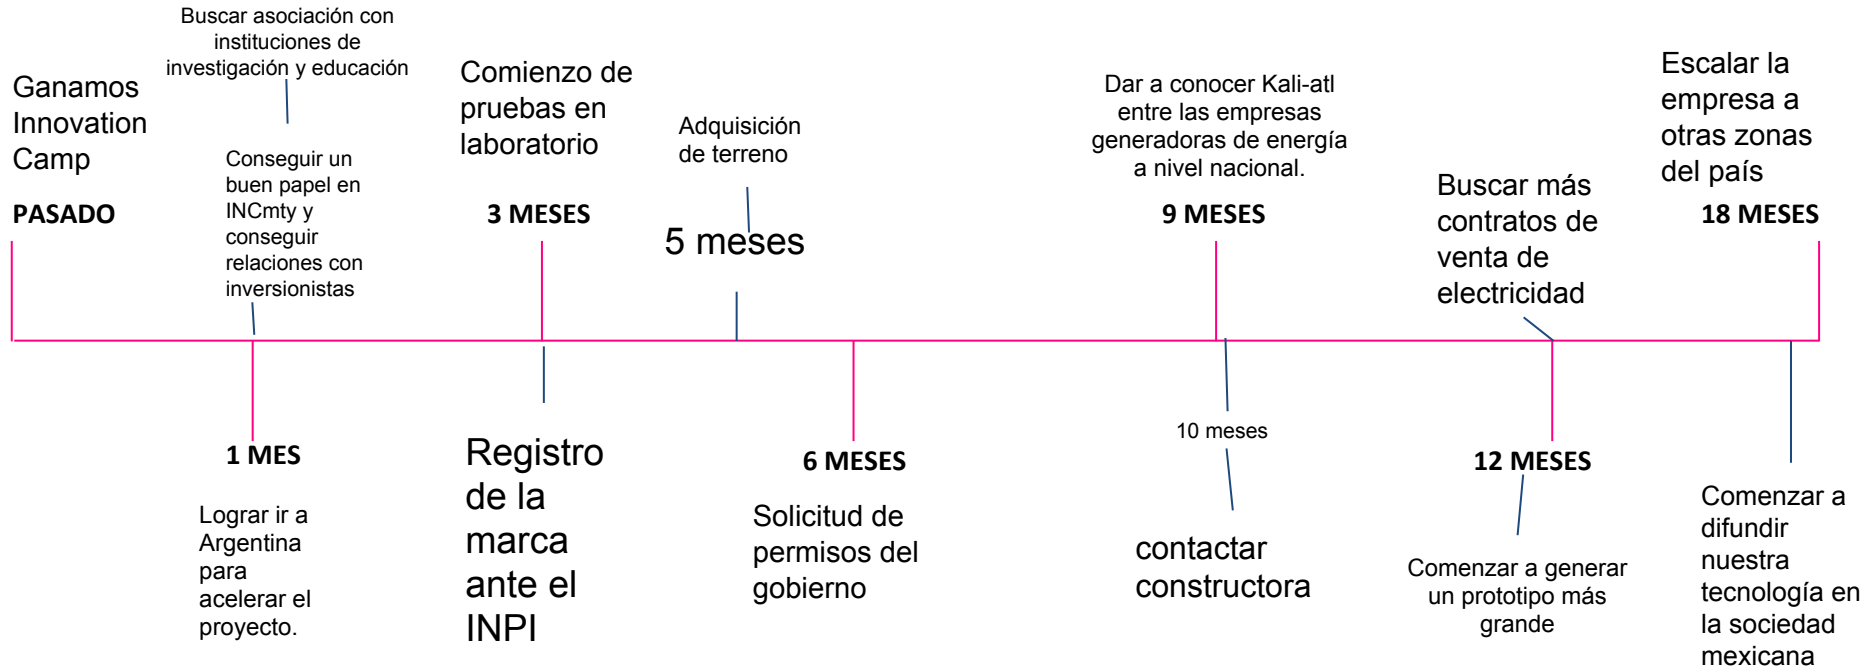 Ganamos
Innovation
Camp
PASADO
Buscar asociación con
instituciones de
investigación y educación
Conseguir un
buen papel en
INCmty y
conseguir
relaciones con
inversionistas
1 MES
Lograr ir a
Argentina
para
acelerar el
proyecto.
Comienzo de
pruebas en
laboratorio
3 MESES
Registro
de la
marca
ante el
INPI
Adquisición
de terreno
5 meses
6 MESES
Solicitud de
permisos del
gobierno
Dar a conocer Kali-atl
entre las empresas
generadoras de energía
a nivel nacional.
9 MESES
10 meses
contactar
constructora
Buscar más
contratos de
venta de
electricidad
12 MESES
Comenzar a generar
un prototipo más
grande
Escalar la
empresa a
otras zonas
del país
18 MESES
Comenzar a
difundir
nuestra
tecnología en
la sociedad
mexicana